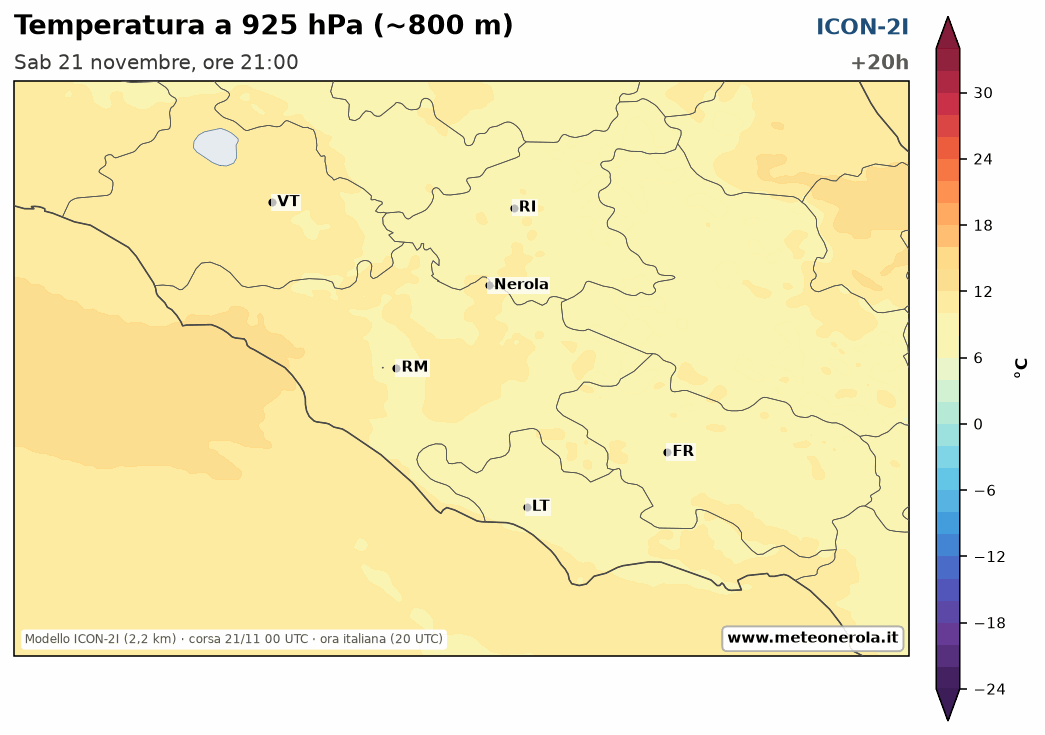 Temperatura a 925 hPa (~800 m)
ICON-2I
Sab 21 novembre, ore 21:00
+20h
VT
RI
Nerola
RM
FR
LT
30
24
18
12
6
0
−6
−12
−18
−24
°C
Modello ICON-2I (2,2 km) · corsa 21/11 00 UTC · ora italiana (20 UTC)
www.meteonerola.it